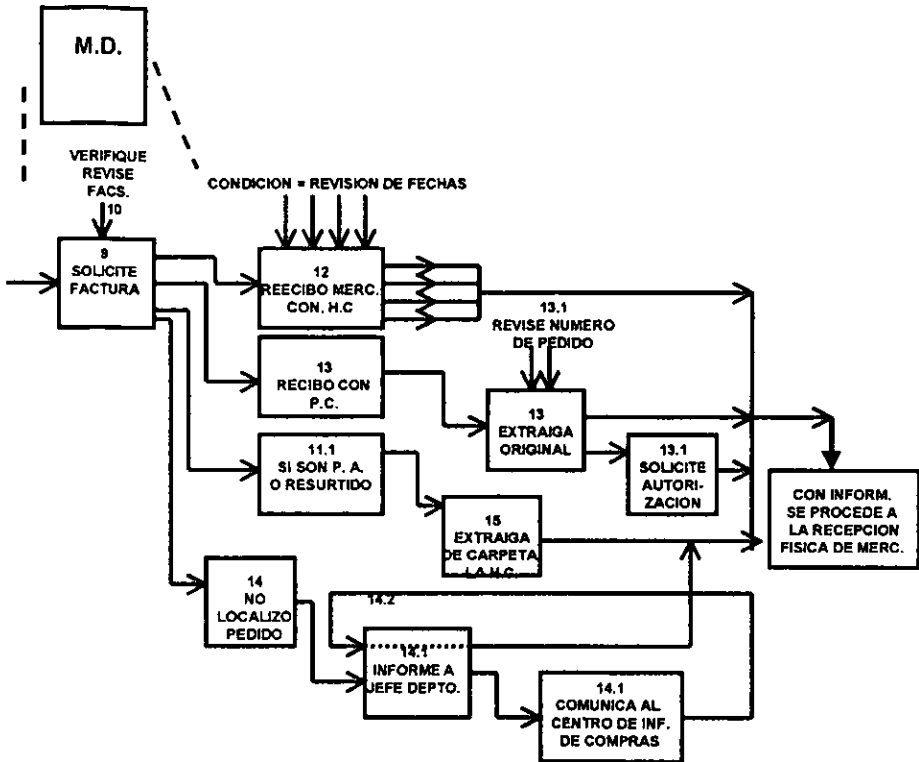 M.D.
VERIFIQUE
REVISE
FACS.
10
CONDICION = REVISION DE FECHAS
9
SOLICITE
FACTURA
12
REECIBO MERC.
CON, H.C
13.1
REVISE NUMERO
DE PEDIDO
13
RECIBO CON
P.C.
13
EXTRAIGA
ORIGINAL
11.1
SI SON P. A.
O RESURTIDO
13.1
SOLICITE
AUTORI-
ZACION
CON INFORM.
SE PROCEDE A
LA RECEPCION
FISICA DE MERC.
15
EXTRAIGA
DE CARPETA
LA H.C.
14
NO
LOCALIZO
PEDIDO
14.2
14.1
INFORME A
JEFE DEPTO.
14.1
COMUNICA AL
CENTRO DE INF.
DE COMPRAS